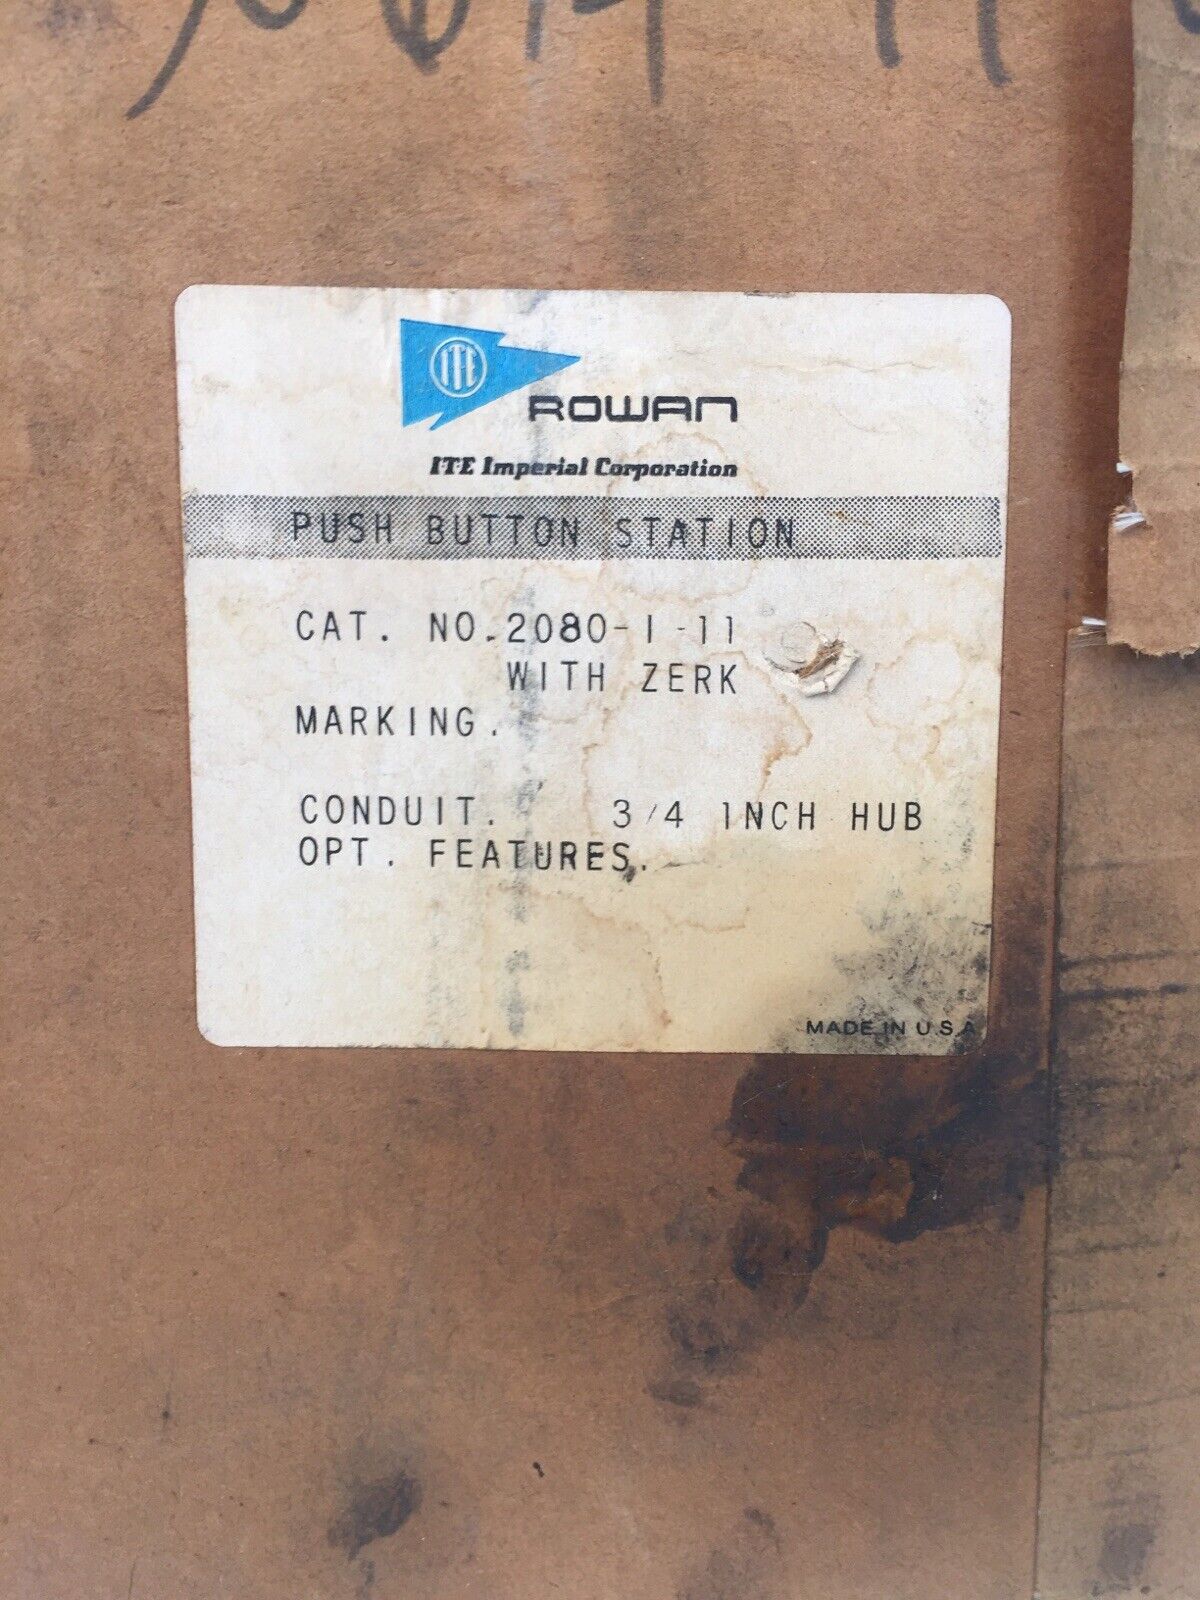 ITE
ROWAN
I-T-E Imperial Corporation
PUSH BUTTON STATION
CAT. NO. 2080-1-11
WITH ZERK
MARKING.
CONDUIT. 3/4 INCH HUB
OPT. FEATURES.
MADE IN U.S.A